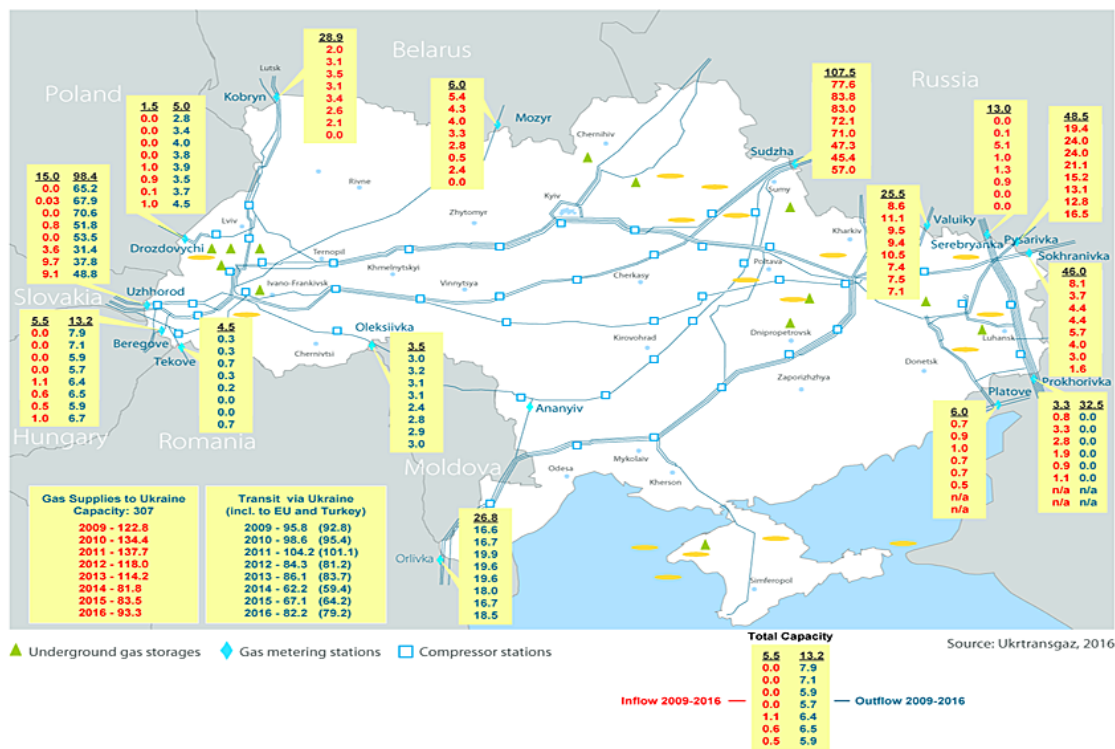 Belarus
Russia
Poland
Slovakia
Hungary
Romania
Moldova
Lutsk
Kobryn
28.9
2.0
3.1
3.5
3.1
3.4
2.6
2.1
0.0
Mozyr
6.0
5.4
4.3
4.0
3.3
2.8
0.5
2.4
0.0
Chernihiv
Sudzha
107.5
77.6
83.8
83.0
72.1
71.0
47.3
45.4
57.0
Sumy
13.0
0.0
0.1
5.1
1.0
1.3
0.9
0.0
0.0
48.5
19.4
24.0
24.0
21.1
15.2
13.1
12.8
16.5
1.5 5.0
0.0 2.8
0.0 3.4
0.0 4.0
0.0 3.8
1.0 3.9
0.9 3.5
0.1 3.7
1.0 4.5
Drozdovychi
15.0 98.4
0.0 65.2
0.03 67.9
0.0 70.6
0.8 51.8
0.0 53.5
3.6 31.4
9.7 37.8
9.1 48.8
Uzhhorod
Rivne
Lviv
Ternopil
Zhytomyr
Kyiv
Khmelnytskyi
Ivano-Frankivsk
Vinnytsya
Cherkasy
Poltava
Kharkiv
25.5
8.6
11.1
9.5
9.4
10.5
7.4
7.5
7.1
Valuiky
Serebryanka
Pysarivka
Sokhranivka
46.0
8.1
3.7
4.4
4.4
5.7
4.0
3.0
1.6
Prokhorivka
3.3 32.5
0.8 0.0
3.3 0.0
2.8 0.0
1.9 0.0
0.9 0.0
1.1 0.0
n/a n/a
n/a n/a
Platove
6.0
0.7
0.9
1.0
0.7
0.7
0.5
n/a
n/a
Luhansk
Donetsk
Dnipropetrovsk
Zaporizhzhya
Kirovohrad
Beregove
Tekove
5.5 13.2
0.0 7.9
0.0 7.1
0.0 5.9
0.0 5.7
1.1 6.4
0.6 6.5
0.5 5.9
1.0 6.7
4.5
0.3
0.3
0.7
0.3
0.2
0.0
0.0
0.7
Chernivtsi
Oleksiivka
3.5
3.0
3.2
3.1
3.1
2.4
2.8
2.9
3.0
Ananyiv
Odesa
Mykolaiv
Kherson
Simferopol
Orlivka
26.8
16.6
16.7
19.9
19.6
19.6
18.0
16.7
18.5
Gas Supplies to Ukraine
Capacity: 307
2009 - 122.8
2010 - 134.4
2011 - 137.7
2012 - 118.0
2013 - 114.2
2014 - 81.8
2015 - 83.5
2016 - 93.3
Transit via Ukraine
(incl. to EU and Turkey)
2009 - 95.8 (92.8)
2010 - 98.6 (95.4)
2011 - 104.2 (101.1)
2012 - 84.3 (81.2)
2013 - 86.1 (83.7)
2014 - 62.2 (59.4)
2015 - 67.1 (64.2)
2016 - 82.2 (79.2)
Underground gas storages
Gas metering stations
Compressor stations
Source: Ukrtransgaz, 2016
Total Capacity
5.5 13.2
0.0 7.9
0.0 7.1
0.0 5.9
0.0 5.7
1.1 6.4
0.6 6.5
0.5 5.9
Inflow 2009-2016
Outflow 2009-2016